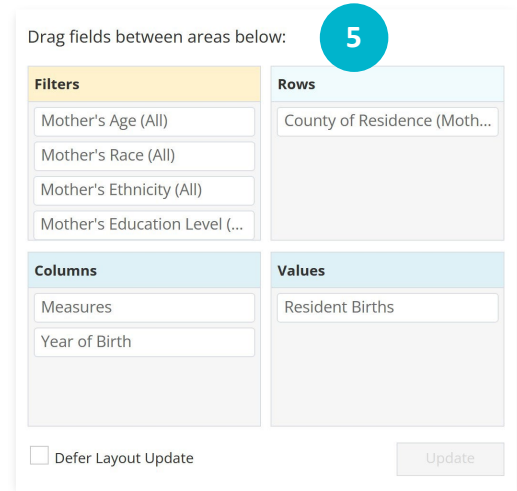 Drag fields between areas below:
5
Filters
Mother's Age (All)
Mother's Race (All)
Mother's Ethnicity (All)
Mother's Education Level (...
Rows
County of Residence (Moth...
Columns
Measures
Year of Birth
Values
Resident Births
Defer Layout Update
Update